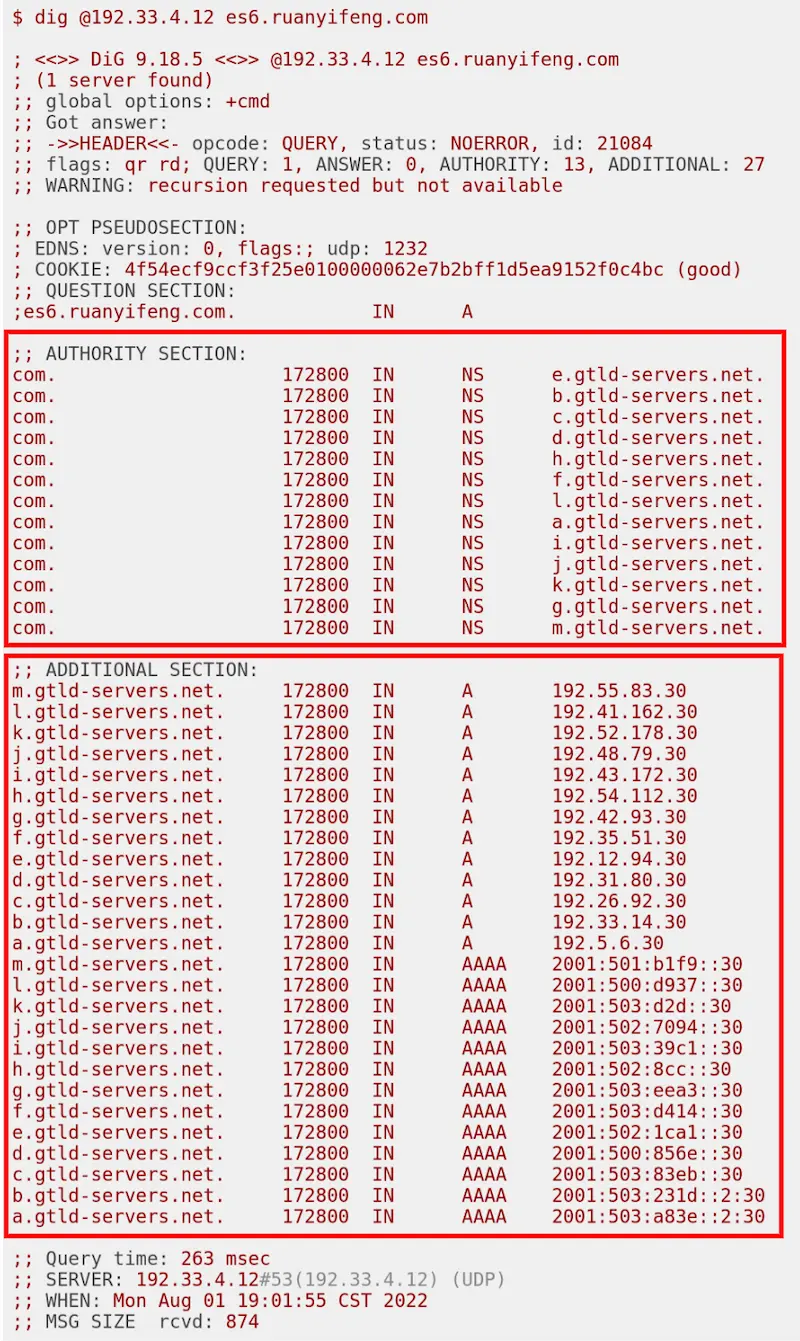 $ dig @192.33.4.12 es6.ruanyifeng.com
; <<>> DiG 9.18.5 <<>> @192.33.4.12 es6.ruanyifeng.com
; (1 server found)
;; global options: +cmd
;; Got answer:
;; ->>HEADER<<- opcode: QUERY, status: NOERROR, id: 21084
;; flags: qr rd; QUERY: 1, ANSWER: 0, AUTHORITY: 13, ADDITIONAL: 27
;; WARNING: recursion requested but not available
;; OPT PSEUDOSECTION:
; EDNS: version: 0, flags:; udp: 1232
; COOKIE: 4f54ecf9ccf3f25e0100000062e7b2bff1d5ea9152f0c4bc (good)
;; QUESTION SECTION:
;es6.ruanyifeng.com. IN A
;; AUTHORITY SECTION:
com. 172800 IN NS e.gtld-servers.net.
com. 172800 IN NS b.gtld-servers.net.
com. 172800 IN NS c.gtld-servers.net.
com. 172800 IN NS d.gtld-servers.net.
com. 172800 IN NS h.gtld-servers.net.
com. 172800 IN NS f.gtld-servers.net.
com. 172800 IN NS l.gtld-servers.net.
com. 172800 IN NS a.gtld-servers.net.
com. 172800 IN NS i.gtld-servers.net.
com. 172800 IN NS j.gtld-servers.net.
com. 172800 IN NS k.gtld-servers.net.
com. 172800 IN NS g.gtld-servers.net.
com. 172800 IN NS m.gtld-servers.net.
;; ADDITIONAL SECTION:
m.gtld-servers.net. 172800 IN A 192.55.83.30
l.gtld-servers.net. 172800 IN A 192.41.162.30
k.gtld-servers.net. 172800 IN A 192.52.178.30
j.gtld-servers.net. 172800 IN A 192.48.79.30
i.gtld-servers.net. 172800 IN A 192.43.172.30
h.gtld-servers.net. 172800 IN A 192.54.112.30
g.gtld-servers.net. 172800 IN A 192.42.93.30
f.gtld-servers.net. 172800 IN A 192.35.51.30
e.gtld-servers.net. 172800 IN A 192.12.94.30
d.gtld-servers.net. 172800 IN A 192.31.80.30
c.gtld-servers.net. 172800 IN A 192.26.92.30
b.gtld-servers.net. 172800 IN A 192.33.14.30
a.gtld-servers.net. 172800 IN A 192.5.6.30
m.gtld-servers.net. 172800 IN AAAA 2001:501:b1f9::30
l.gtld-servers.net. 172800 IN AAAA 2001:500:d937::30
k.gtld-servers.net. 172800 IN AAAA 2001:503:d2d::30
j.gtld-servers.net. 172800 IN AAAA 2001:502:7094::30
i.gtld-servers.net. 172800 IN AAAA 2001:503:39c1::30
h.gtld-servers.net. 172800 IN AAAA 2001:502:8cc::30
g.gtld-servers.net. 172800 IN AAAA 2001:503:eea3::30
f.gtld-servers.net. 172800 IN AAAA 2001:503:d414::30
e.gtld-servers.net. 172800 IN AAAA 2001:502:1ca1::30
d.gtld-servers.net. 172800 IN AAAA 2001:500:856e::30
c.gtld-servers.net. 172800 IN AAAA 2001:503:83eb::30
b.gtld-servers.net. 172800 IN AAAA 2001:503:231d::2:30
a.gtld-servers.net. 172800 IN AAAA 2001:503:a83e::2:30
;; Query time: 263 msec
;; SERVER: 192.33.4.12#53(192.33.4.12) (UDP)
;; WHEN: Mon Aug 01 19:01:55 CST 2022
;; MSG SIZE rcvd: 874